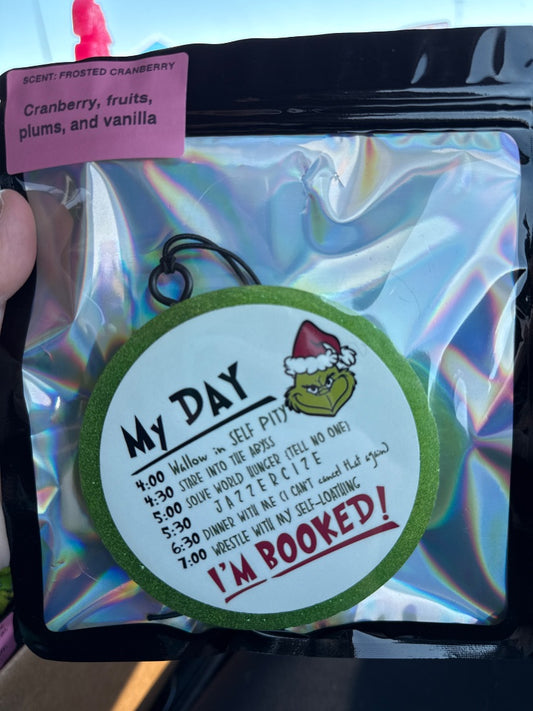 SCENT: FROSTED CRANBERRY
Cranberry, fruits,
plums, and vanilla
My DAY
4:00 Wallow in SELF PITY
4:30 STARE INTO THE ABYSS
5:00 SOLVE WORLD HUNGER (TELL NO ONE)
5:30 JAZZERCIZE
6:30 DINNER WITH ME (I CAN'T cancel that again)
7:00 WRESTLE WITH MY SELF-LOATHING
I'M BOOKED!